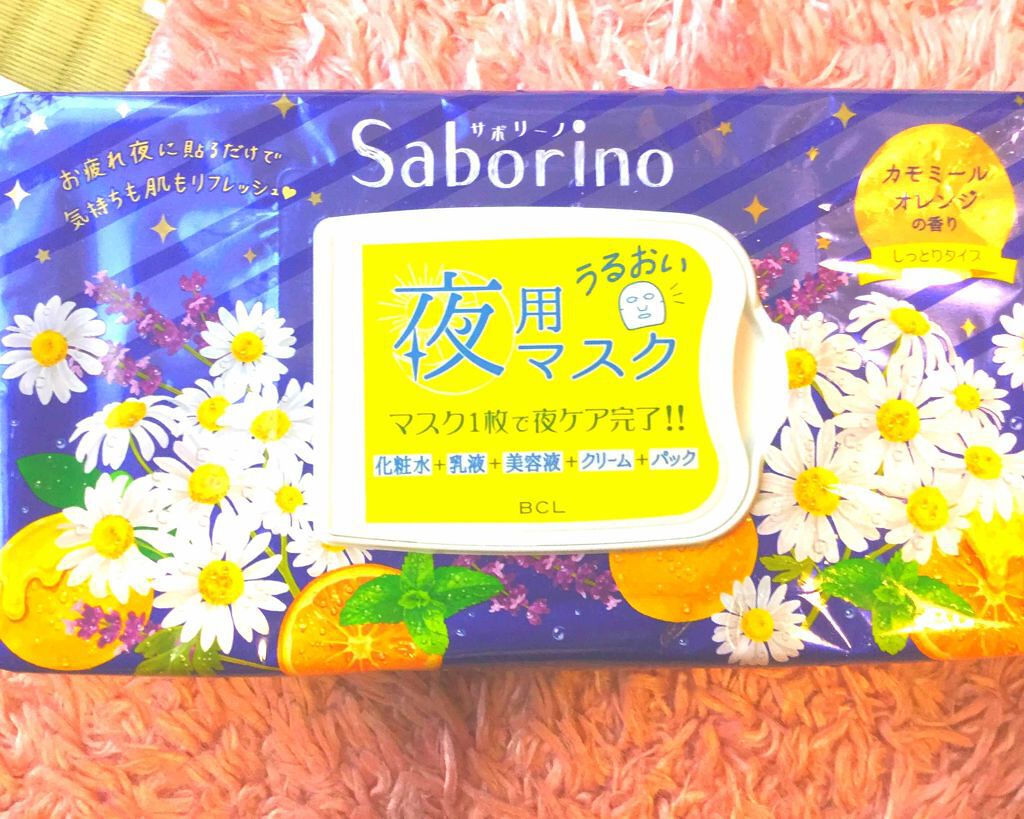 お疲れ夜に貼るだけで
気持ちも肌もリフレッシュ♥
サボリーノ
Saborino
カモミール
オレンジ
の香り
しっとりタイプ
うるおい
夜用
マスク
マスク1枚で夜ケア完了!!
化粧水+乳液+美容液+クリーム+パック
BCL